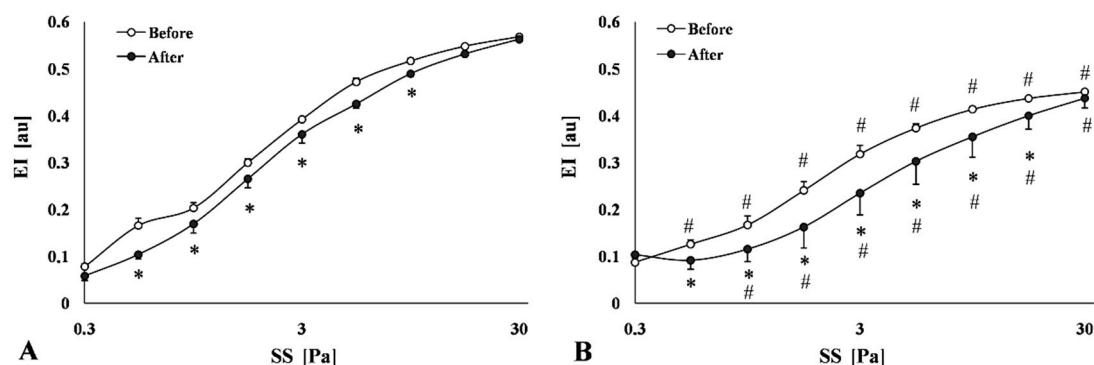 0.6
0.5
0.4
0.3
0.2
0.1
0
EI [au]
Before
After
* * * * * *
0.3 3 30
SS [Pa]
A
0.6
0.5
0.4
0.3
0.2
0.1
0
EI [au]
Before
After
# # # # # # # #
* * * * * * *
# # # # # # #
0.3 3 30
SS [Pa]
B